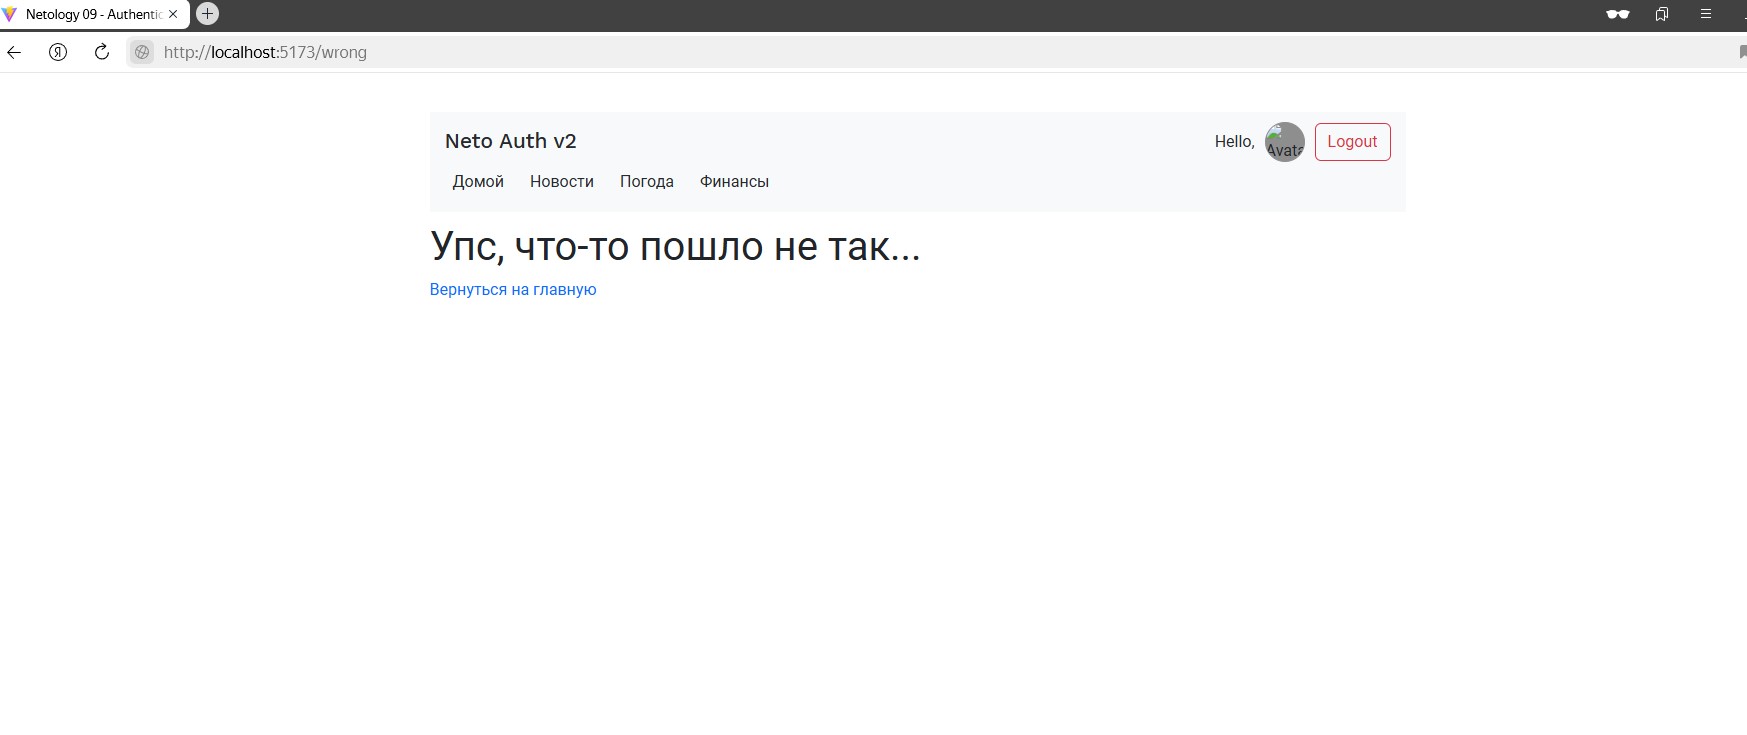 Netology 09 - Authentic
http://localhost:5173/wrong
Neto Auth v2
Hello,
Avata
Logout
Домой Новости Погода Финансы
Упс, что-то пошло не так...
Вернуться на главную